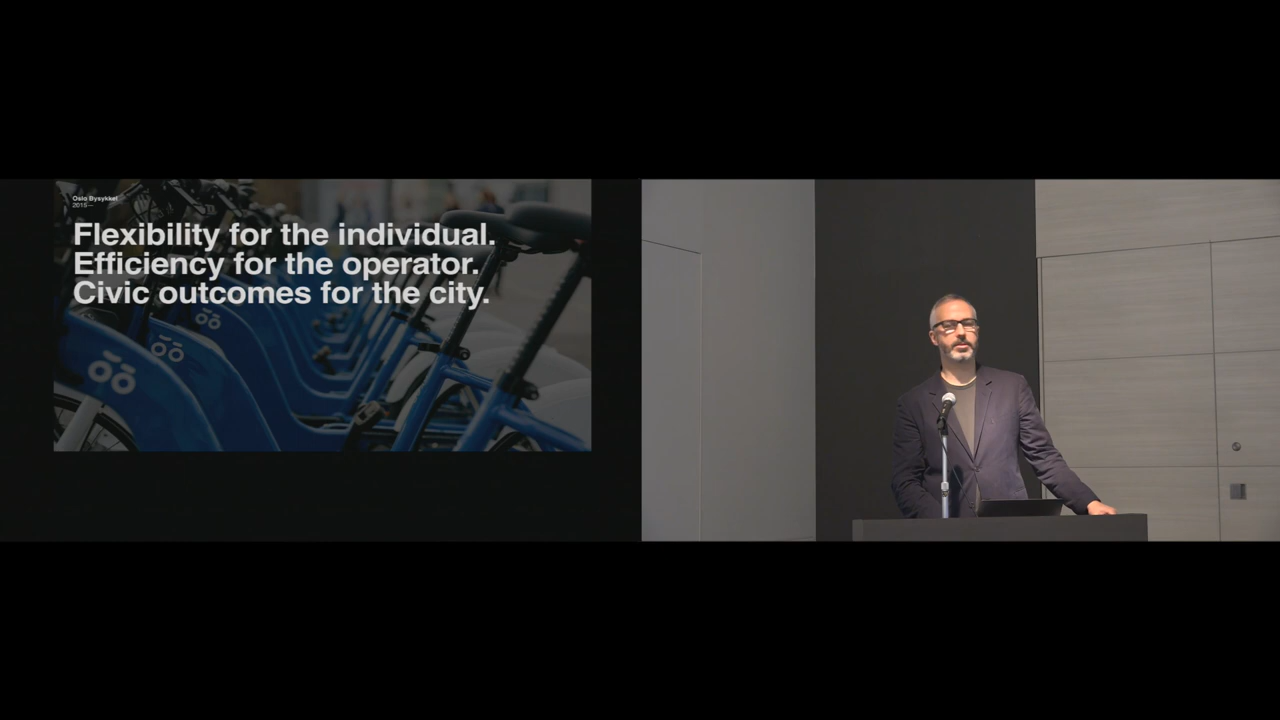 Oslo Bysykkel
2015—
Flexibility for the individual.
Efficiency for the operator.
Civic outcomes for the city.